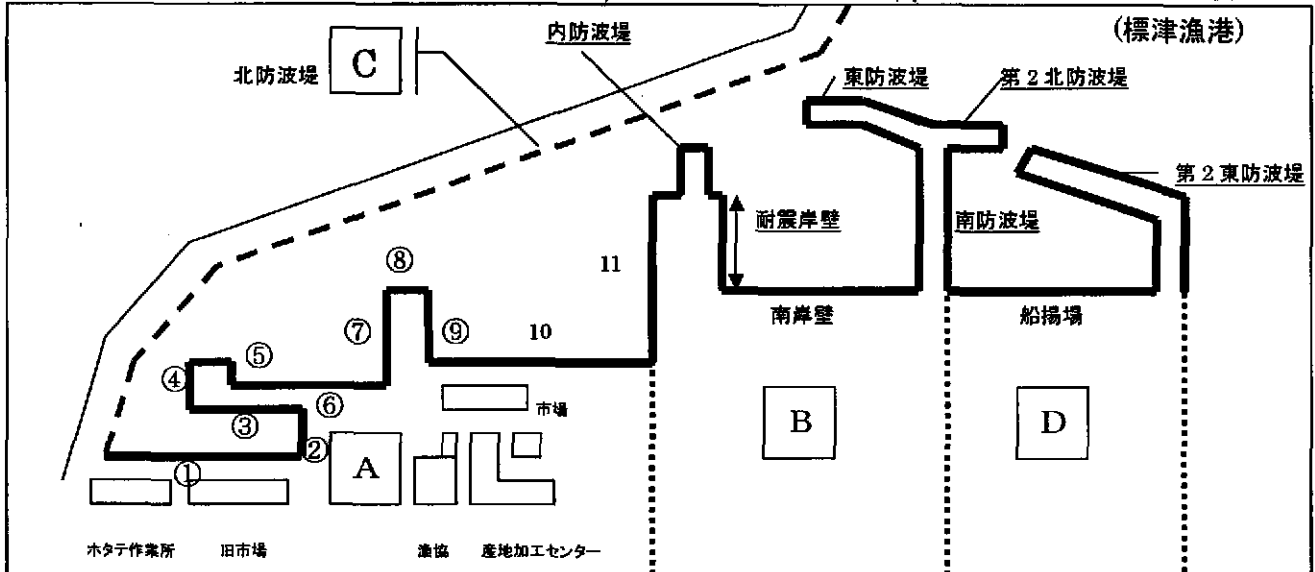 (標津漁港)
内防波堤
北防波堤
C
東防波堤
第2北防波堤
第2東防波堤
耐震岸壁
南防波堤
⑧
11
⑦
⑨
10
南岸壁
船揚場
⑤
④
⑥
③
市場
B
D
②
A
①
ホタテ作業所
旧市場
漁協
産地加工センター